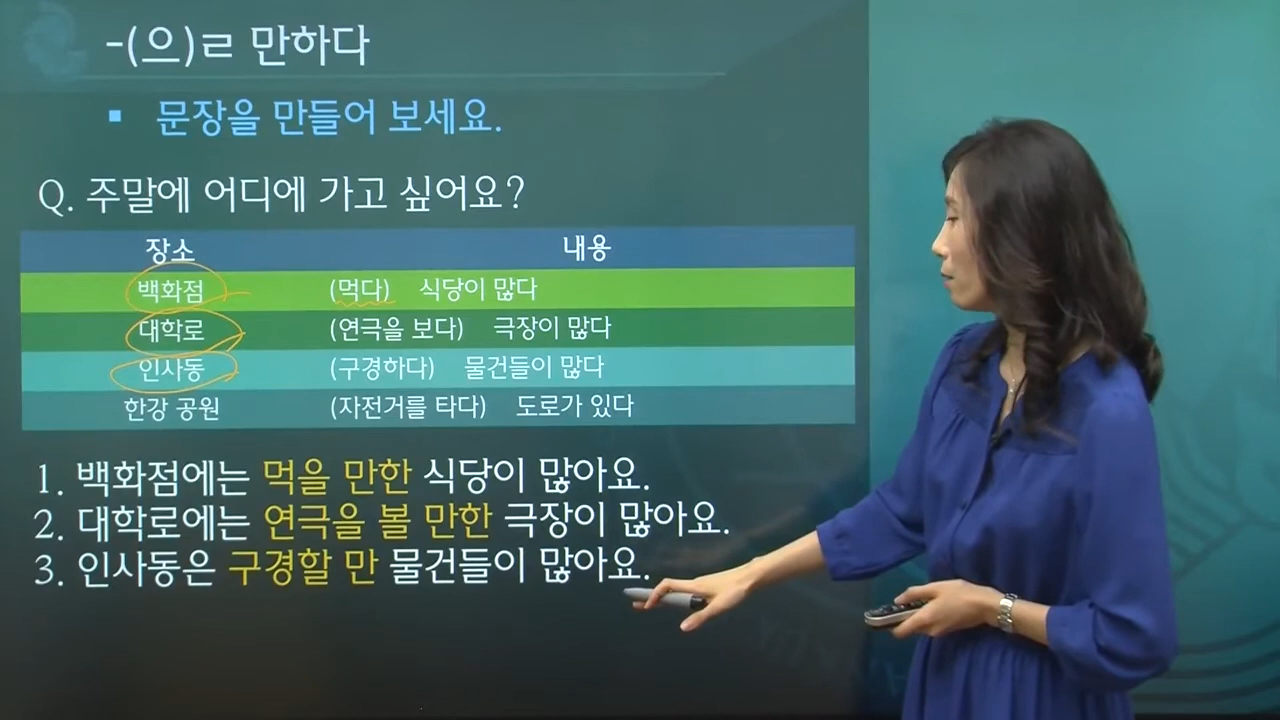 -(으)ㄹ 만하다
▪ 문장을 만들어 보세요.
Q. 주말에 어디에 가고 싶어요?
장소 내용
백화점 (먹다) 식당이 많다
대학로 (연극을 보다) 극장이 많다
인사동 (구경하다) 물건들이 많다
한강 공원 (자전거를 타다) 도로가 있다
1. 백화점에는 먹을 만한 식당이 많아요.
2. 대학로에는 연극을 볼 만한 극장이 많아요.
3. 인사동은 구경할 만 물건들이 많아요.